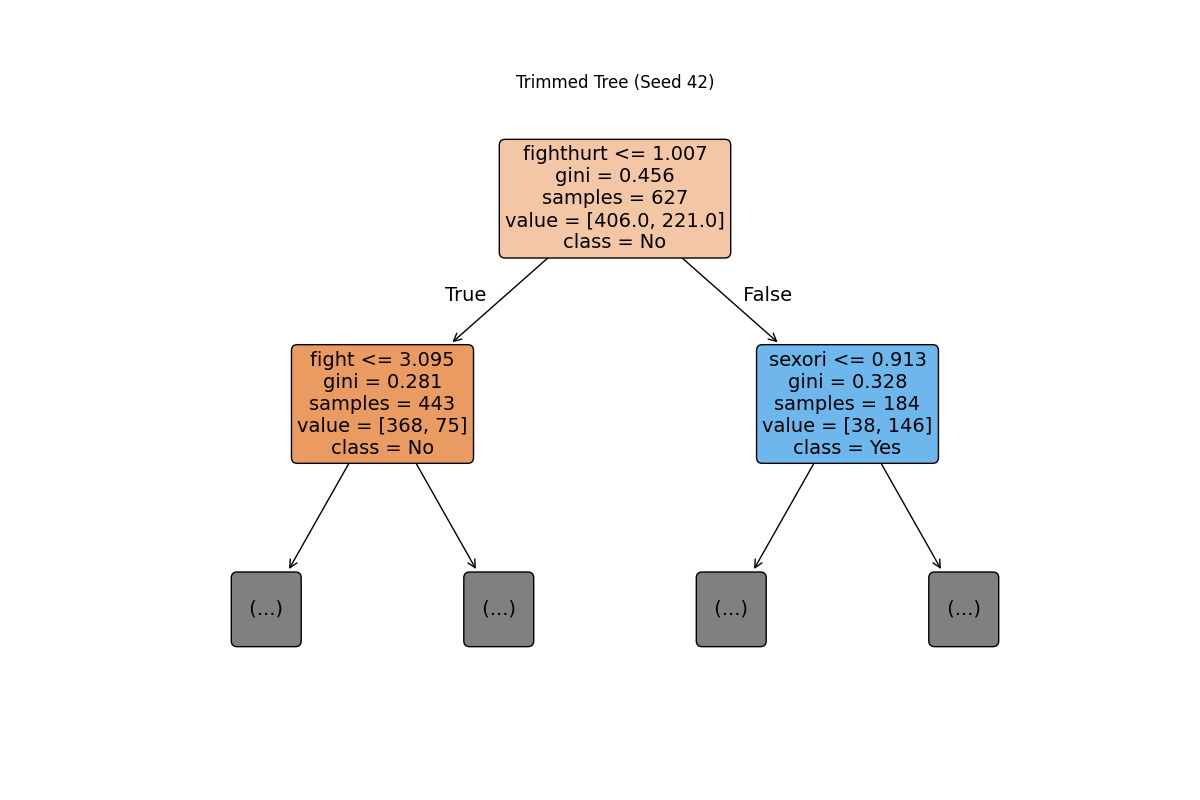 Trimmed Tree (Seed 42)
fighthurt <= 1.007
gini = 0.456
samples = 627
value = [406.0, 221.0]
class = No
True
False
fight <= 3.095
gini = 0.281
samples = 443
value = [368, 75]
class = No
sexori <= 0.913
gini = 0.328
samples = 184
value = [38, 146]
class = Yes
(...)
(...)
(...)
(...)